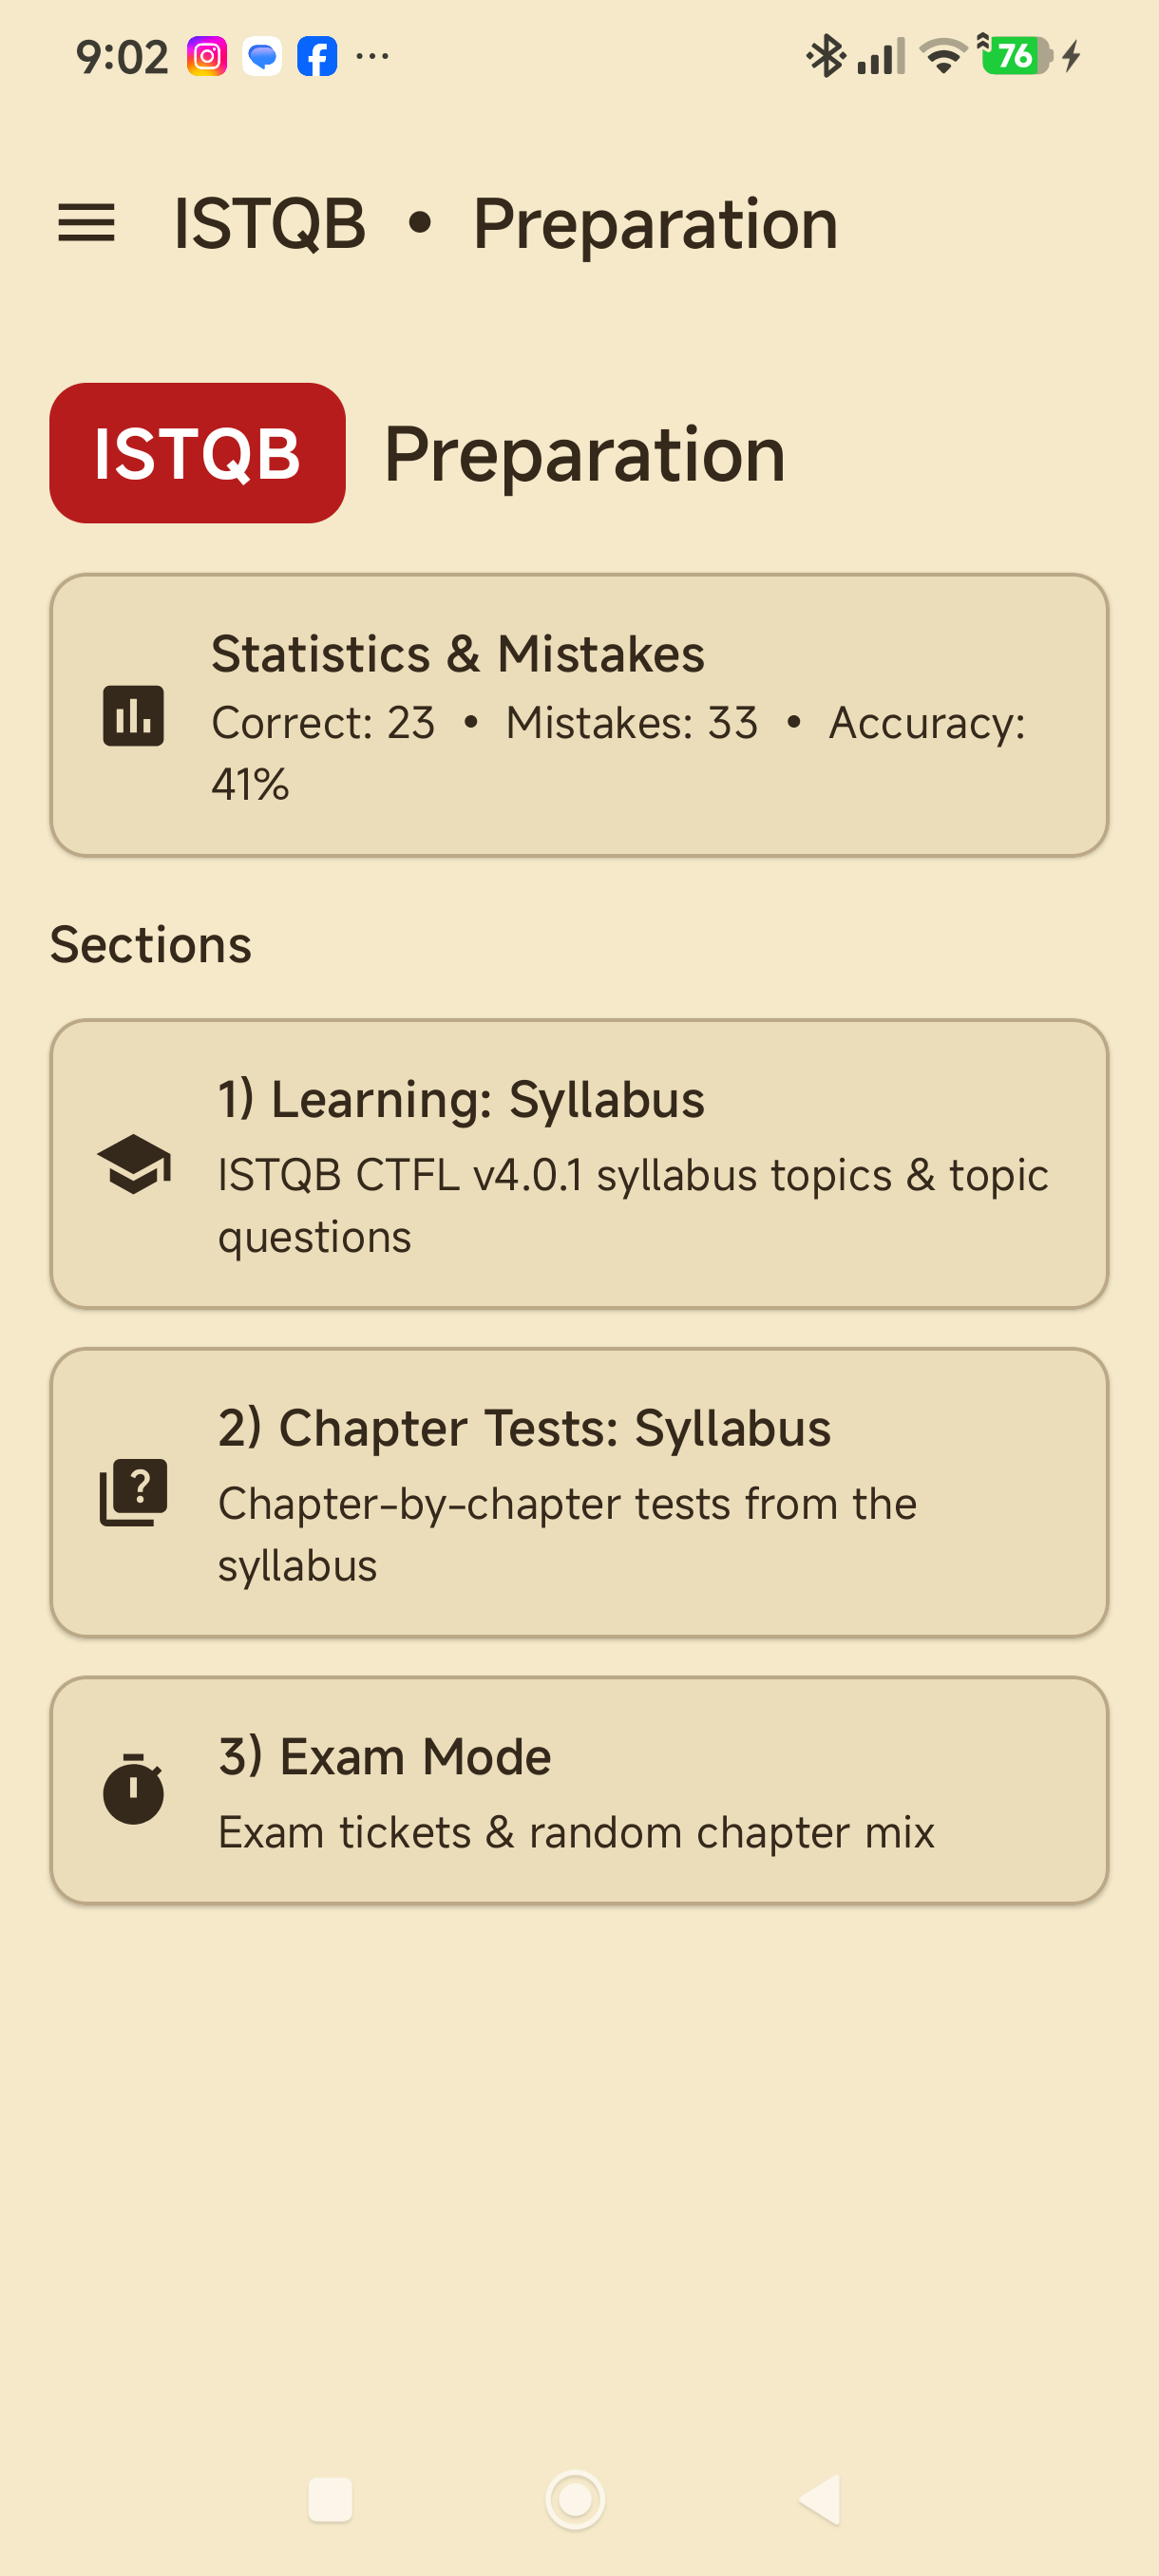 9:02 ... 76
ISTQB • Preparation
ISTQB Preparation
Statistics & Mistakes
Correct: 23 • Mistakes: 33 • Accuracy:
41%
Sections
1) Learning: Syllabus
ISTQB CTFL v4.0.1 syllabus topics & topic
questions
2) Chapter Tests: Syllabus
Chapter-by-chapter tests from the
syllabus
3) Exam Mode
Exam tickets & random chapter mix